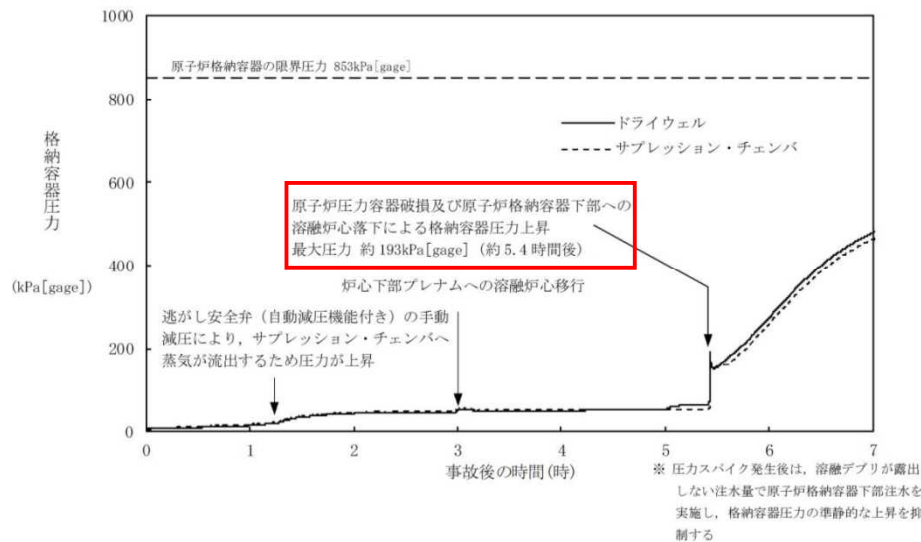 1000
原子炉格納容器の限界圧力 853kPa[gage]
800
格納容器圧力
ドライウェル
サプレッション・チェンバ
600
原子炉圧力容器破損及び原子炉格納容器下部への
溶融炉心落下による格納容器圧力上昇
最大圧力 約193kPa[gage] (約5.4時間後)
400
(kPa[gage])
炉心下部プレナムへの溶融炉心移行
逃がし安全弁(自動減圧機能付き)の手動
減圧により,サプレッション・チェンバへ
蒸気が流出するため圧力が上昇
200
0
0 1 2 3 4 5 6 7
事故後の時間(時)
※ 圧力スパイク発生後は,溶融デブリが露出
しない注水量で原子炉格納容器下部注水を
実施し,格納容器圧力の準静的な上昇を抑
制する